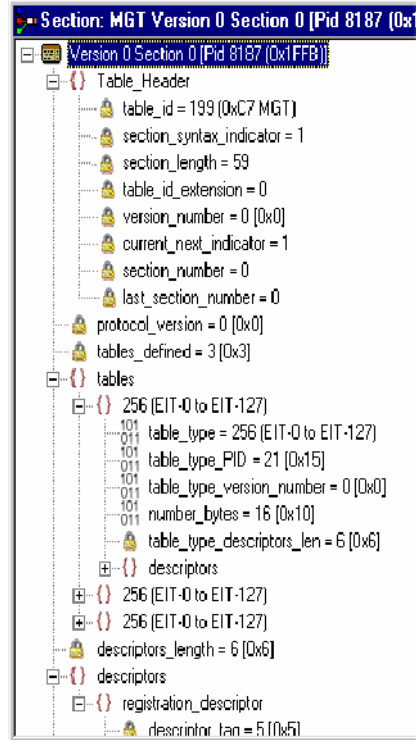 Section: MGT Version 0 Section 0 [Pid 8187 (0x1
Version 0 Section 0 [Pid 8187 (0x1FFB)]
{} Table_Header
table_id = 199 (0xC7 MGT)
section_syntax_indicator = 1
section_length = 59
table_id_extension = 0
version_number = 0 [0x0]
current_next_indicator = 1
section_number = 0
last_section_number = 0
protocol_version = 0 [0x0]
tables_defined = 3 [0x3]
{} tables
{} 256 (EIT-0 to EIT-127)
table_type = 256 (EIT-0 to EIT-127)
table_type_PID = 21 [0x15]
table_type_version_number = 0 [0x0]
number_bytes = 16 [0x10]
table_type_descriptors_len = 6 [0x6]
{} descriptors
{} 256 (EIT-0 to EIT-127)
{} 256 (EIT-0 to EIT-127)
descriptors_length = 6 [0x6]
{} descriptors
{} registration_descriptor
descriptor_tag = 5 [0x5]